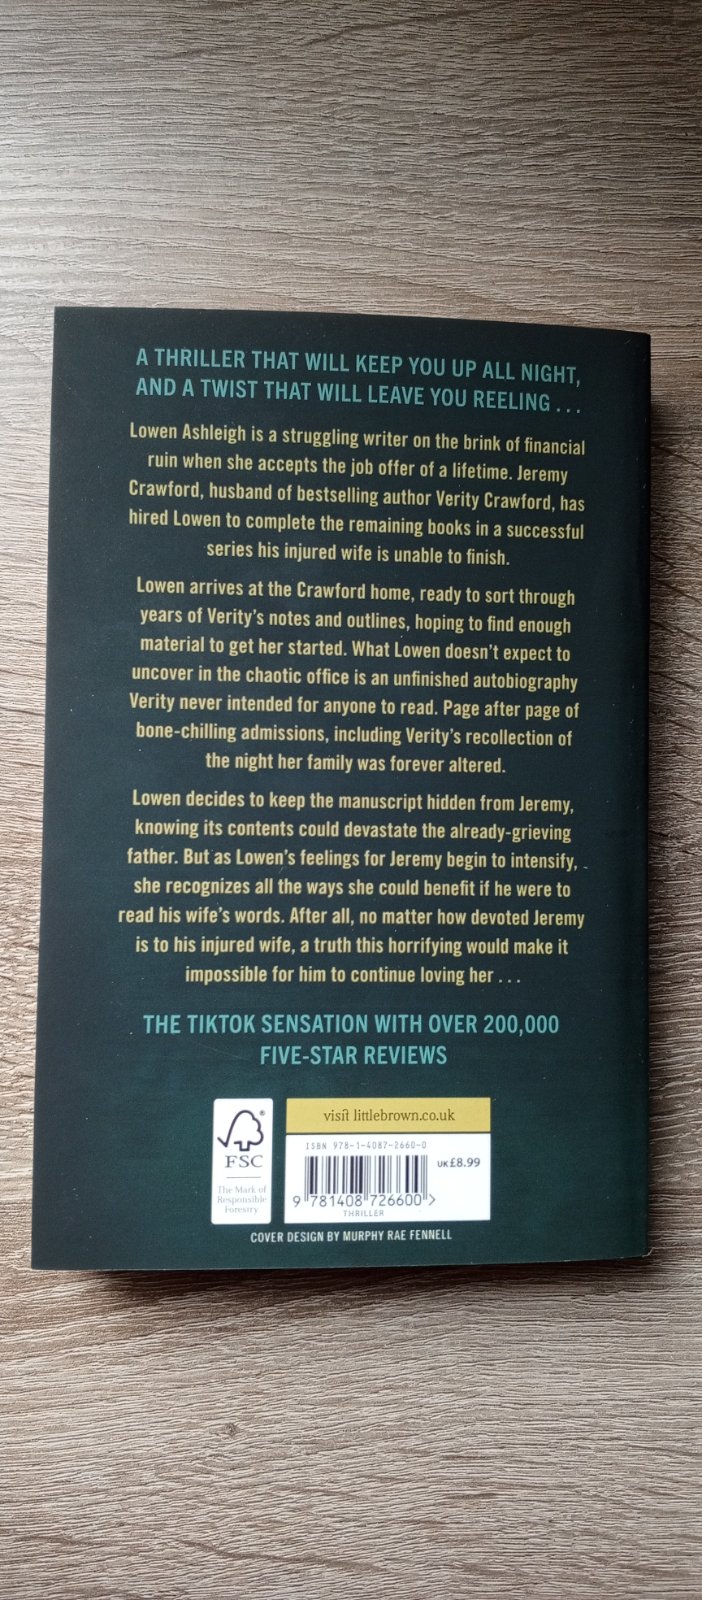 A THRILLER THAT WILL KEEP YOU UP ALL NIGHT,
AND A TWIST THAT WILL LEAVE YOU REELING . . .
Lowen Ashleigh is a struggling writer on the brink of financial
ruin when she accepts the job offer of a lifetime. Jeremy
Crawford, husband of bestselling author Verity Crawford, has
hired Lowen to complete the remaining books in a successful
series his injured wife is unable to finish.
Lowen arrives at the Crawford home, ready to sort through
years of Verity's notes and outlines, hoping to find enough
material to get her started. What Lowen doesn't expect to
uncover in the chaotic office is an unfinished autobiography
Verity never intended for anyone to read. Page after page of
bone-chilling admissions, including Verity's recollection of
the night her family was forever altered.
Lowen decides to keep the manuscript hidden from Jeremy,
knowing its contents could devastate the already-grieving
father. But as Lowen's feelings for Jeremy begin to intensify,
she recognizes all the ways she could benefit if he were to
read his wife's words. After all, no matter how devoted Jeremy
is to his injured wife, a truth this horrifying would make it
impossible for him to continue loving her . . .
THE TIKTOK SENSATION WITH OVER 200,000
FIVE-STAR REVIEWS
®
FSC
The Mark of
Responsible
Forestry
visit littlebrown.co.uk
ISBN 978-1-4087-2660-0
UK £8.99
9 781408 726600 >
THRILLER
COVER DESIGN BY MURPHY RAE FENNELL